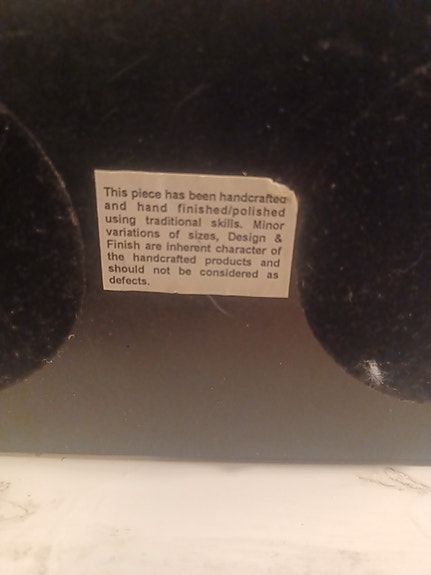 This piece has been handcrafted
and hand finished/polished
using traditional skills. Minor
variations of sizes, Design &
Finish are inherent character of
the handcrafted products and
should not be considered as
defects.